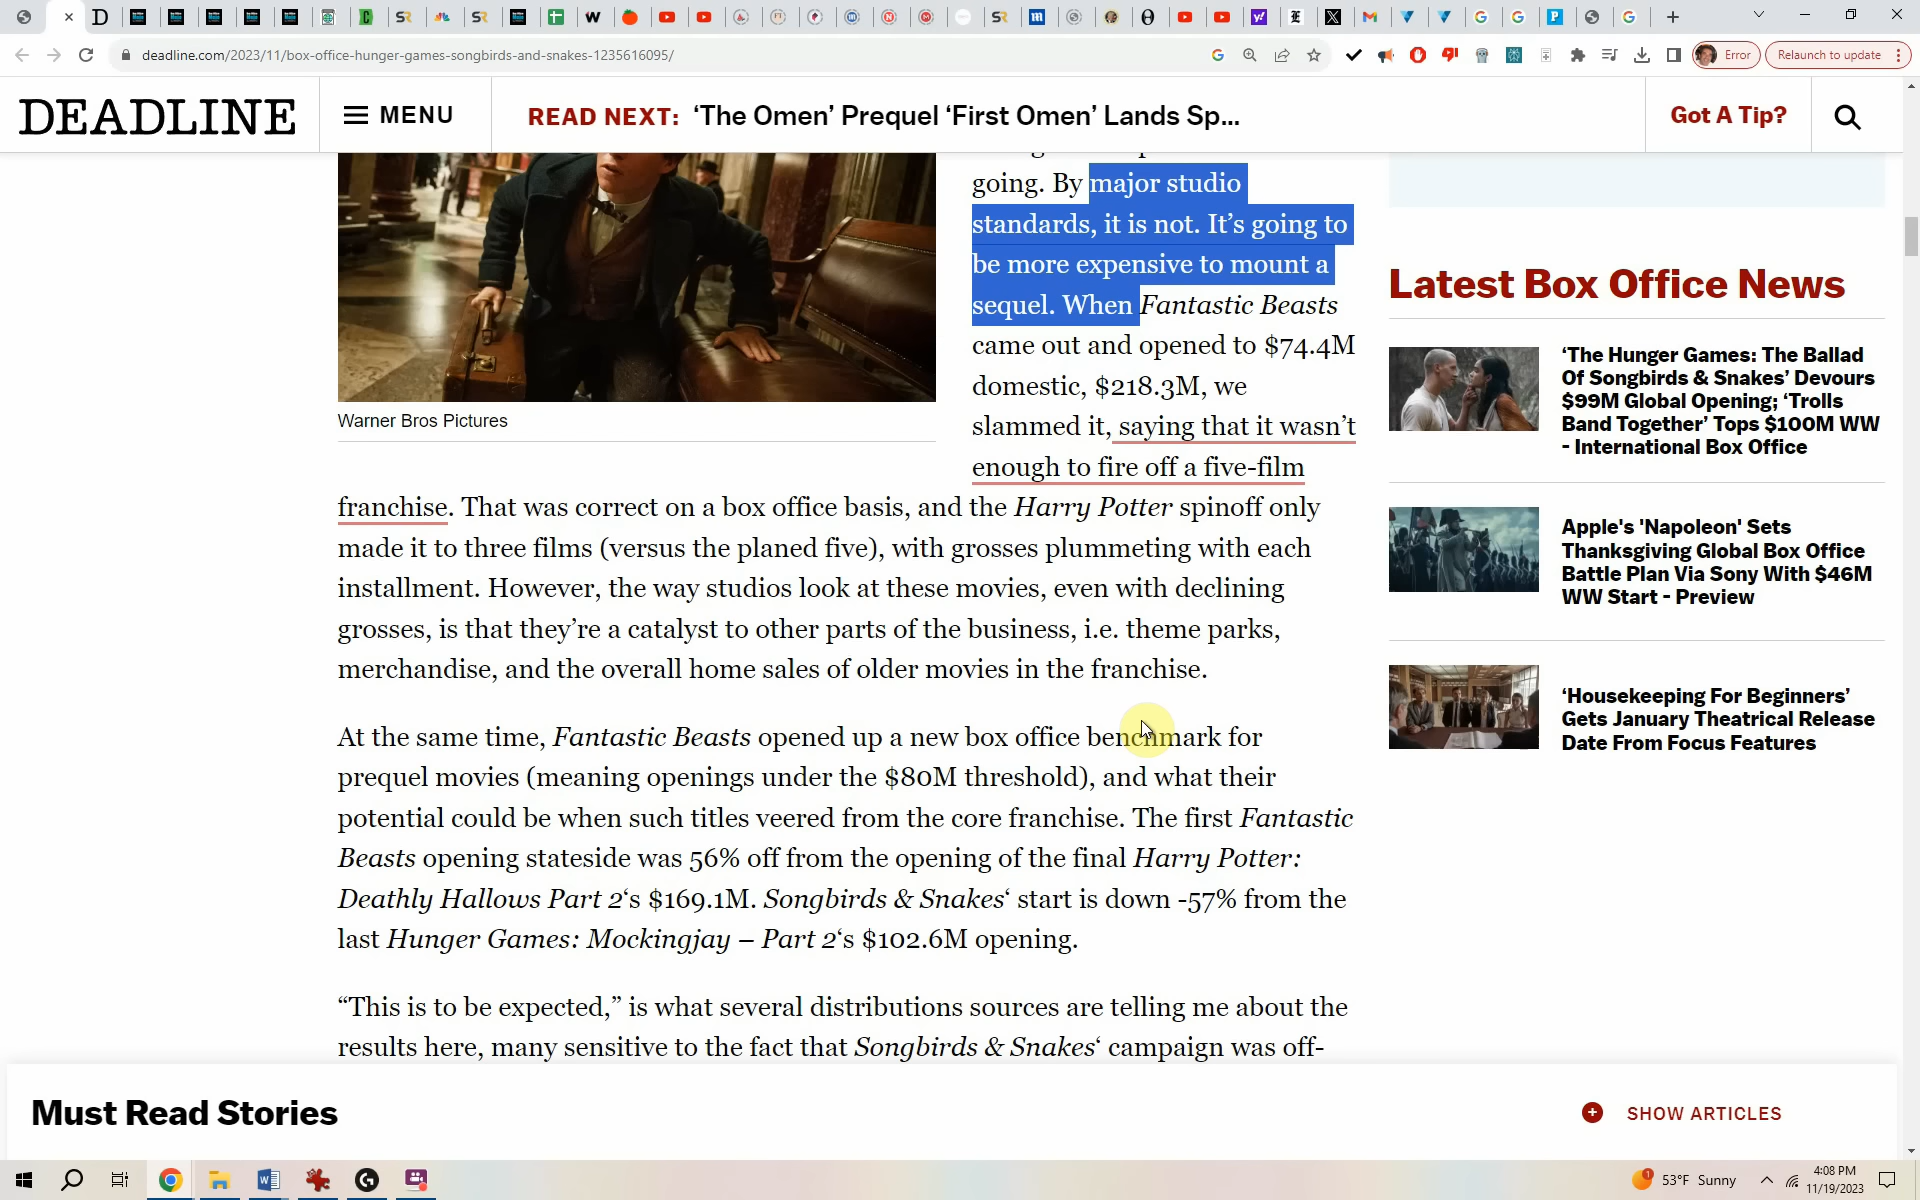 deadline.com/2023/11/box-office-hunger-games-songbirds-and-snakes-1235616095/
Error
Relaunch to update
DEADLINE
MENU
READ NEXT: ‘The Omen’ Prequel ‘First Omen’ Lands Sp...
Got A Tip?
going. By major studio
standards, it is not. It’s going to
be more expensive to mount a
sequel. When Fantastic Beasts
came out and opened to $74.4M
domestic, $218.3M, we
slammed it, saying that it wasn’t
enough to fire off a five-film
Warner Bros Pictures
franchise. That was correct on a box office basis, and the Harry Potter spinoff only
made it to three films (versus the planed five), with grosses plummeting with each
installment. However, the way studios look at these movies, even with declining
grosses, is that they’re a catalyst to other parts of the business, i.e. theme parks,
merchandise, and the overall home sales of older movies in the franchise.
At the same time, Fantastic Beasts opened up a new box office benchmark for
prequel movies (meaning openings under the $80M threshold), and what their
potential could be when such titles veered from the core franchise. The first Fantastic
Beasts opening stateside was 56% off from the opening of the final Harry Potter:
Deathly Hallows Part 2‘s $169.1M. Songbirds & Snakes‘ start is down -57% from the
last Hunger Games: Mockingjay – Part 2‘s $102.6M opening.
“This is to be expected,” is what several distributions sources are telling me about the
results here, many sensitive to the fact that Songbirds & Snakes‘ campaign was off-
Latest Box Office News
‘The Hunger Games: The Ballad
Of Songbirds & Snakes’ Devours
$99M Global Opening; ‘Trolls
Band Together’ Tops $100M WW
- International Box Office
Apple's 'Napoleon' Sets
Thanksgiving Global Box Office
Battle Plan Via Sony With $46M
WW Start - Preview
‘Housekeeping For Beginners’
Gets January Theatrical Release
Date From Focus Features
Must Read Stories
SHOW ARTICLES
53°F Sunny
4:08 PM
11/19/2023